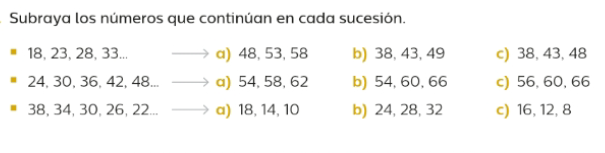 Subraya los números que continúan en cada sucesión.
18, 23, 28, 33... → a) 48, 53, 58 b) 38, 43, 49 c) 38, 43, 48
24, 30, 36, 42, 48... → a) 54, 58, 62 b) 54, 60, 66 c) 56, 60, 66
38, 34, 30, 26, 22... → a) 18, 14, 10 b) 24, 28, 32 c) 16, 12, 8